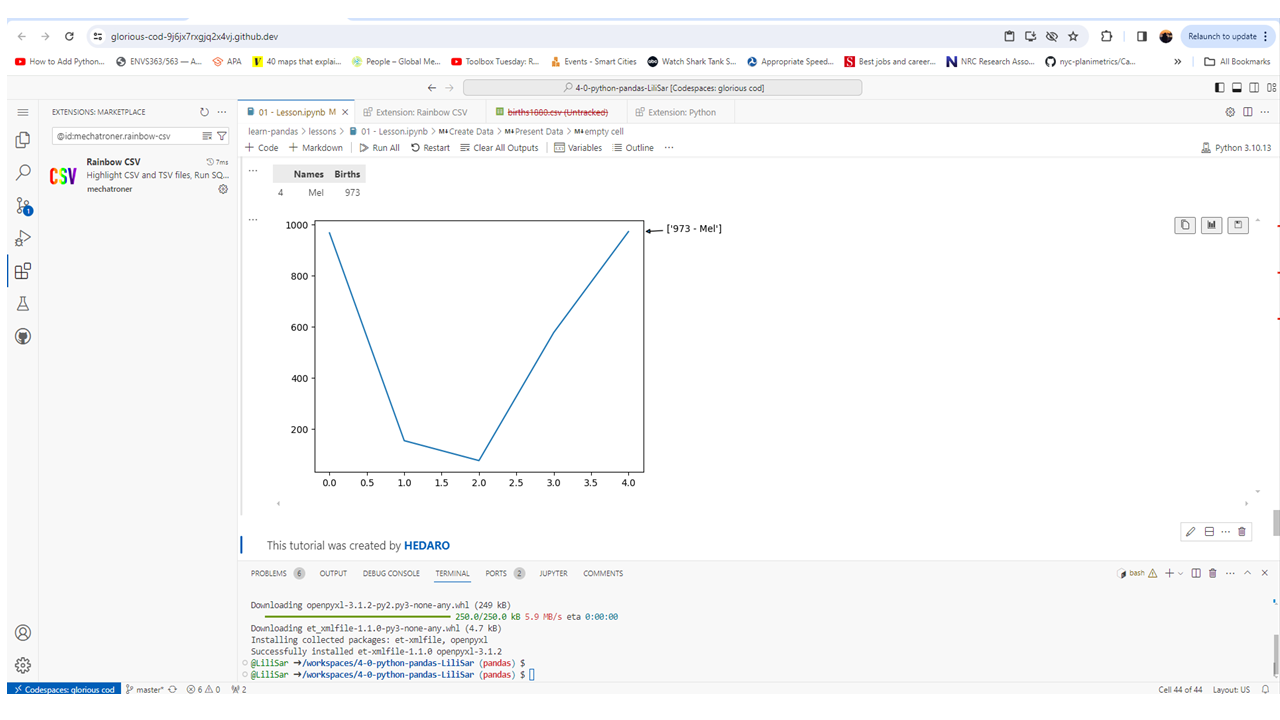 glorious-cod-9j6jx7rxgjq2x4vj.github.dev
Relaunch to update
How to Add Python...
ENVS363/563 — A...
APA
40 maps that explai...
People – Global Me...
Toolbox Tuesday: R...
Events - Smart Cities
Watch Shark Tank S...
Appropriate Speed...
Best jobs and career...
NRC Research Asso...
nyc-planimetrics/Ca...
»
All Bookmarks
4-0-python-pandas-LiliSar [Codespaces: glorious cod]
EXTENSIONS: MARKETPLACE
01 - Lesson.ipynb M
Extension: Rainbow CSV
births1880.csv (Untracked)
Extension: Python
@id:mechatroner.rainbow-csv
learn-pandas > lessons > 01 - Lesson.ipynb > M↓Create Data > M↓Present Data > M↓empty cell
+ Code + Markdown Run All Restart Clear All Outputs Variables Outline ...
Python 3.10.13
CSV
Rainbow CSV 7ms
Highlight CSV and TSV files, Run SQ...
mechatroner
Names Births
4 Mel 973
1000
800
600
400
200
0.0 0.5 1.0 1.5 2.0 2.5 3.0 3.5 4.0
['973 - Mel']
This tutorial was created by HEDARO
PROBLEMS 6 OUTPUT DEBUG CONSOLE TERMINAL PORTS 2 JUPYTER COMMENTS
bash
Downloading openpyxl-3.1.2-py2.py3-none-any.whl (249 kB)
250.0/250.0 kB 5.9 MB/s eta 0:00:00
Downloading et_xmlfile-1.1.0-py3-none-any.whl (4.7 kB)
Installing collected packages: et-xmlfile, openpyxl
Successfully installed et-xmlfile-1.1.0 openpyxl-3.1.2
@LiliSar →/workspaces/4-0-python-pandas-LiliSar (pandas) $
@LiliSar →/workspaces/4-0-python-pandas-LiliSar (pandas) $
Codespaces: glorious cod
master*
6 0
2
Cell 44 of 44
Layout: US